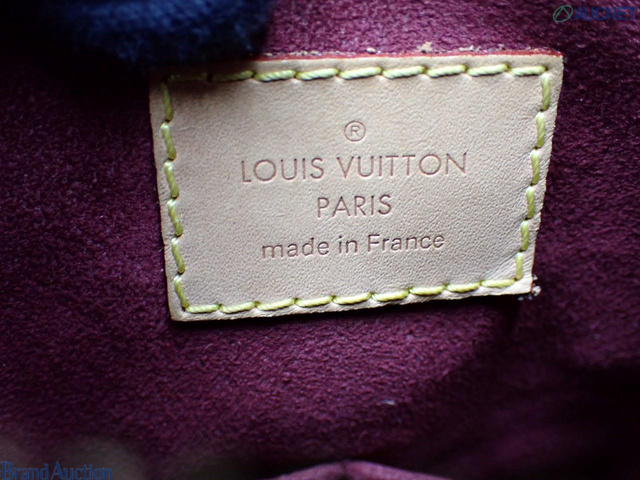 ®
LOUIS VUITTON
PARIS
made in France
Brand Auction